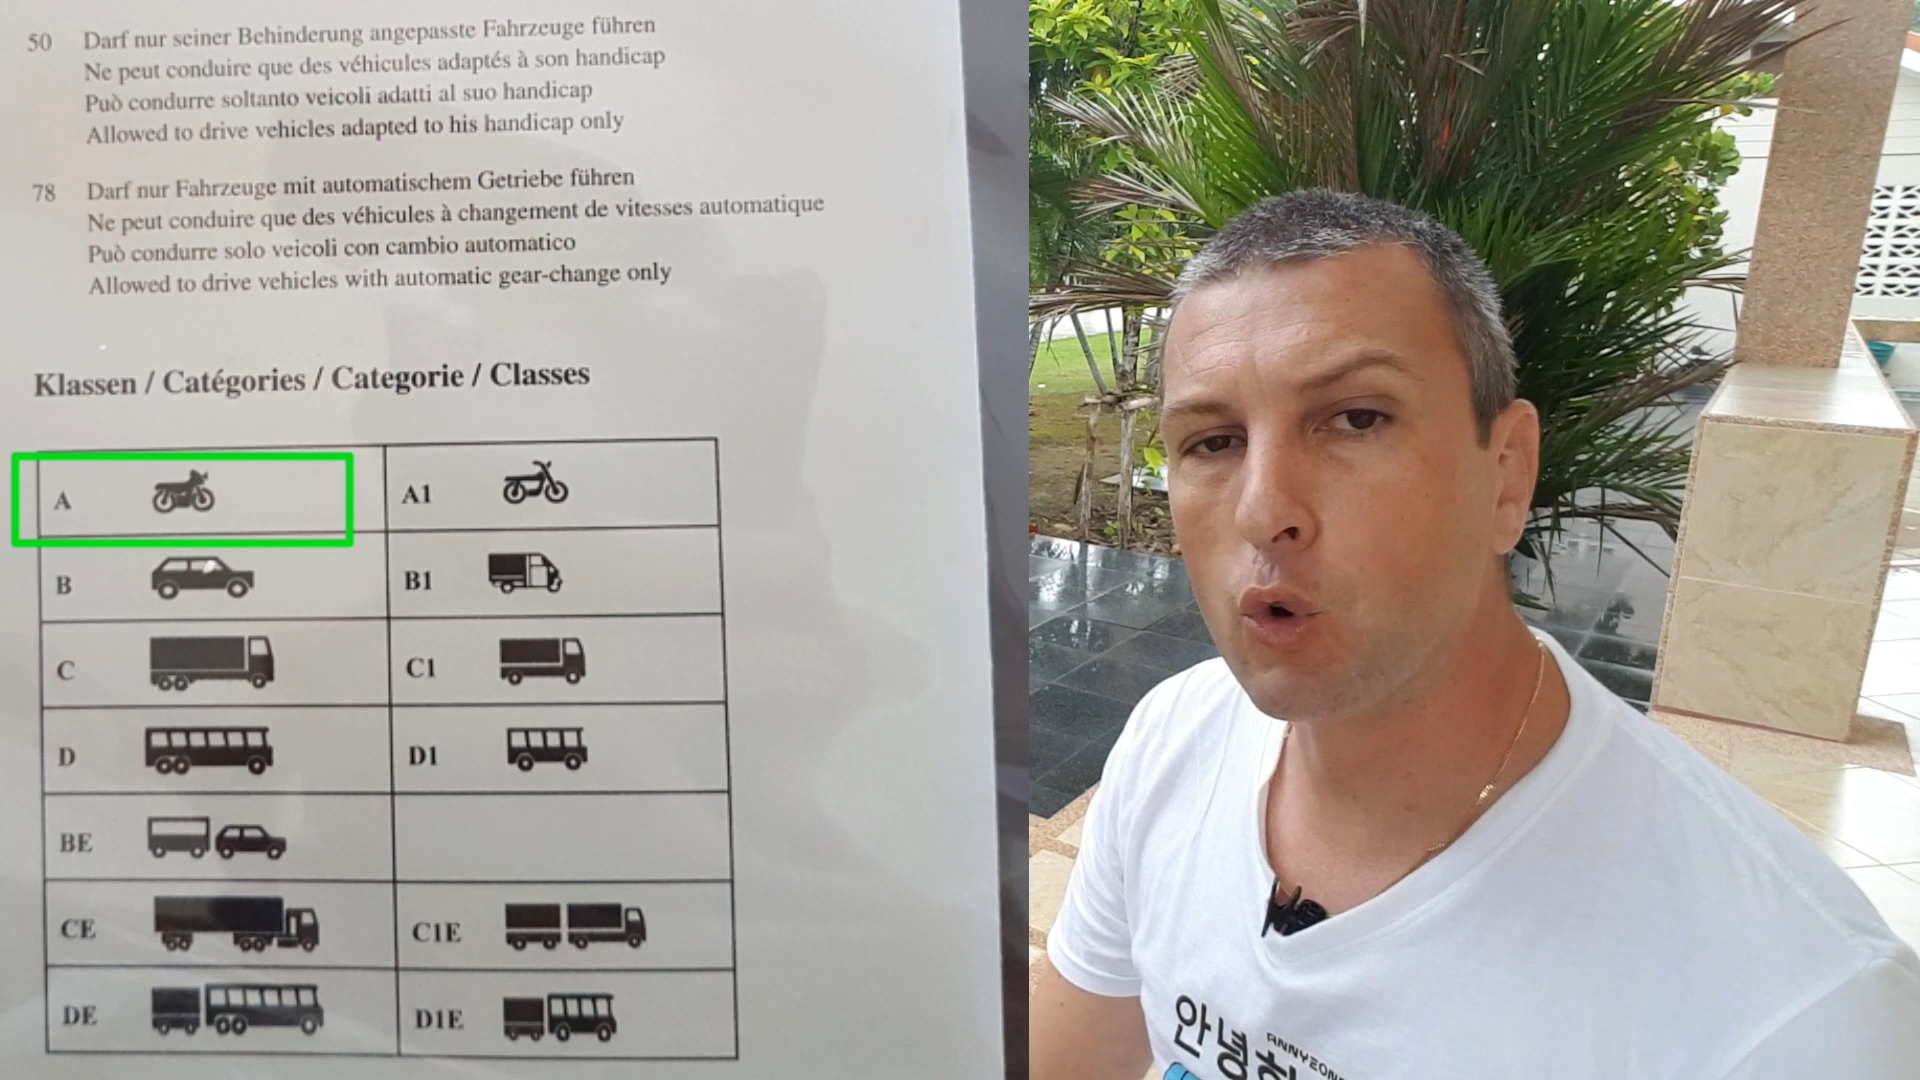 50 Darf nur seiner Behinderung angepasste Fahrzeuge führen
Ne peut conduire que des véhicules adaptés à son handicap
Può condurre soltanto veicoli adatti al suo handicap
Allowed to drive vehicles adapted to his handicap only
78 Darf nur Fahrzeuge mit automatischem Getriebe führen
Ne peut conduire que des véhicules à changement de vitesses automatique
Può condurre solo veicoli con cambio automatico
Allowed to drive vehicles with automatic gear-change only
Klassen / Catégories / Categorie / Classes
A A1
B B1
C C1
D D1
BE
CE C1E
DE D1E
안녕